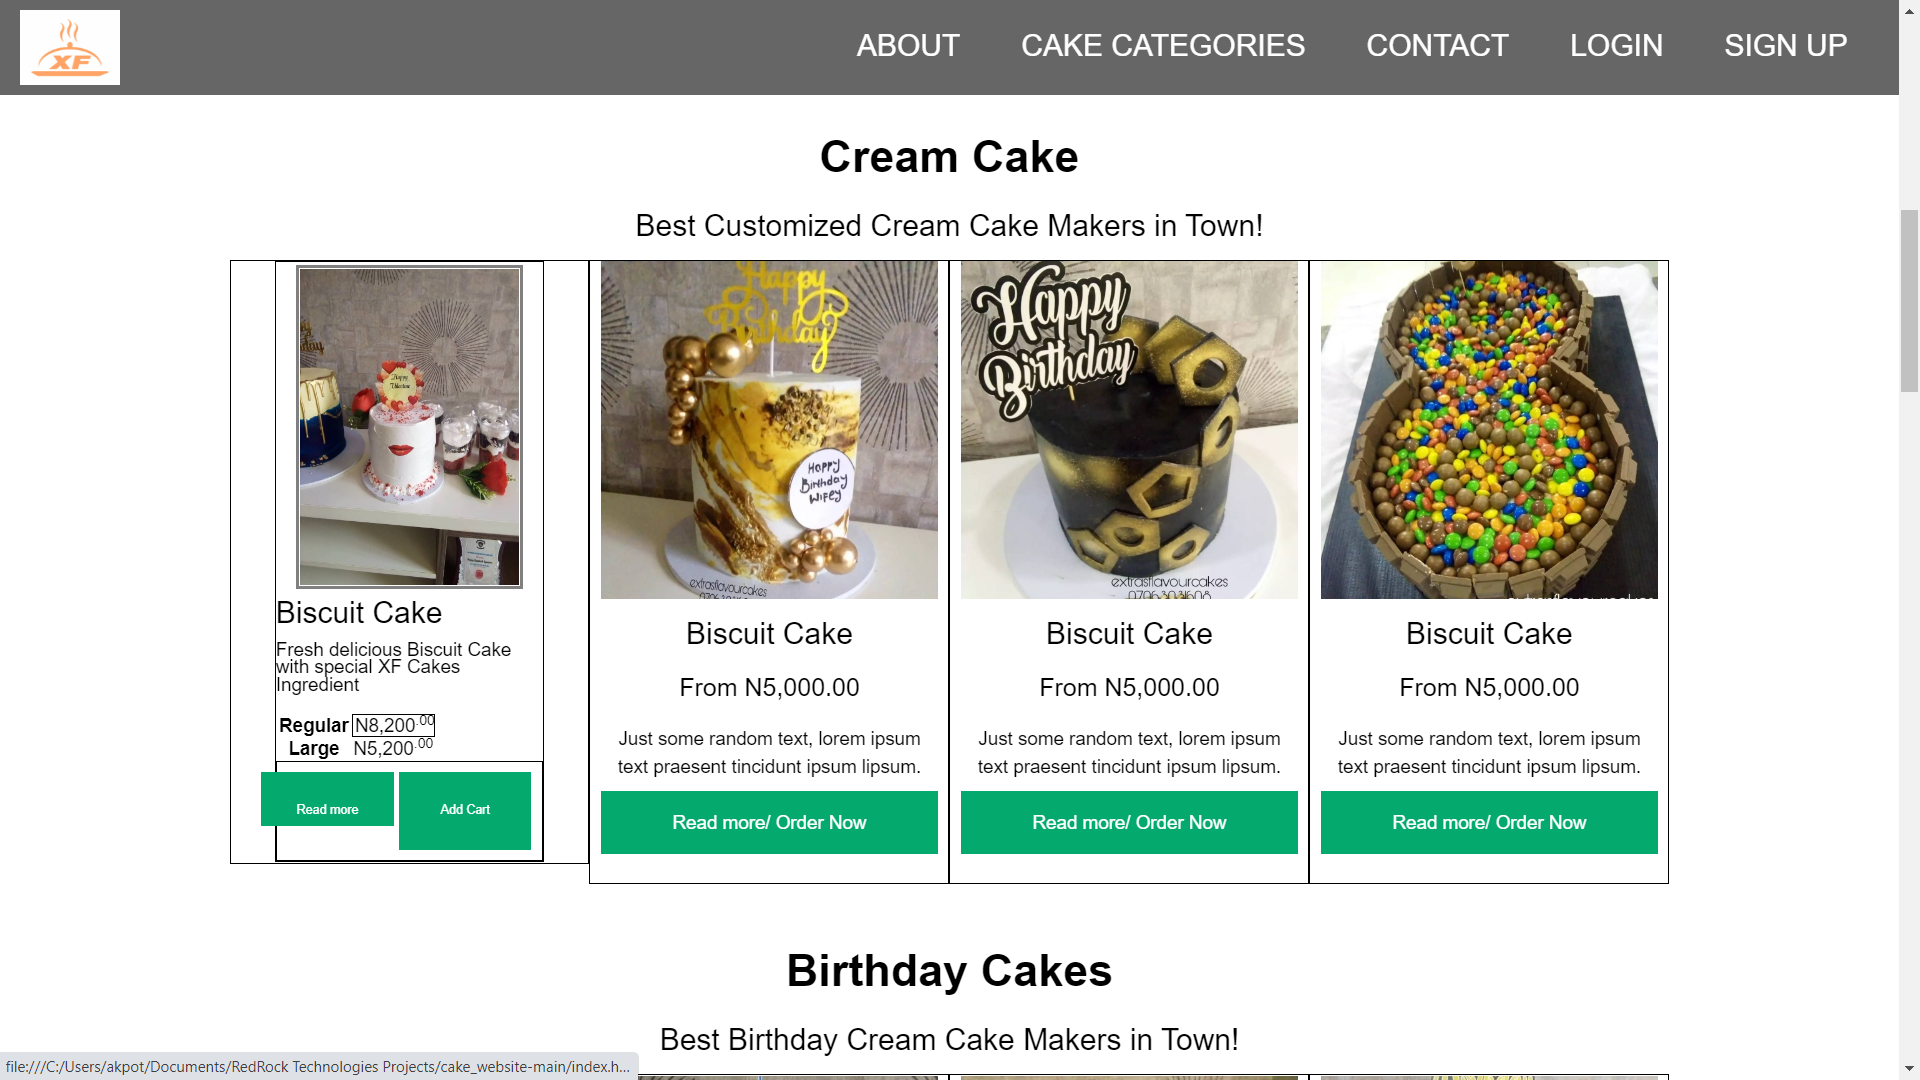 XF
ABOUT
CAKE CATEGORIES
CONTACT
LOGIN
SIGN UP
Cream Cake
Best Customized Cream Cake Makers in Town!
Happy
Biscuit Cake
Fresh delicious Biscuit Cake
with special XF Cakes
Ingredient
Regular N8,200.00
Large N5,200.00
Read more
Add Cart
Happy
Birthday
Happy
Birthday
Wifey
extrasflavourcakes
Biscuit Cake
From N5,000.00
Just some random text, lorem ipsum
text praesent tincidunt ipsum lipsum.
Read more/ Order Now
Happy
Birthday
extrasflavourcakes
Biscuit Cake
From N5,000.00
Just some random text, lorem ipsum
text praesent tincidunt ipsum lipsum.
Read more/ Order Now
Biscuit Cake
From N5,000.00
Just some random text, lorem ipsum
text praesent tincidunt ipsum lipsum.
Read more/ Order Now
Birthday Cakes
Best Birthday Cream Cake Makers in Town!
file:///C:/Users/akpot/Documents/RedRock Technologies Projects/cake_website-main/index.h...